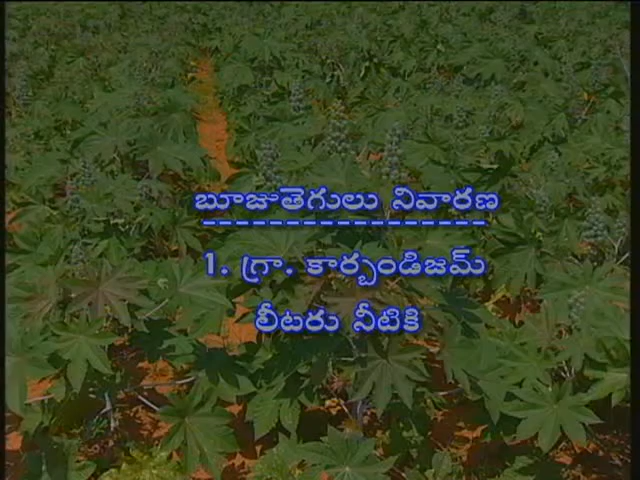 బూజుతెగులు నివారణ
1. గ్రా. కార్బండిజమ్
లీటరు నీటికి